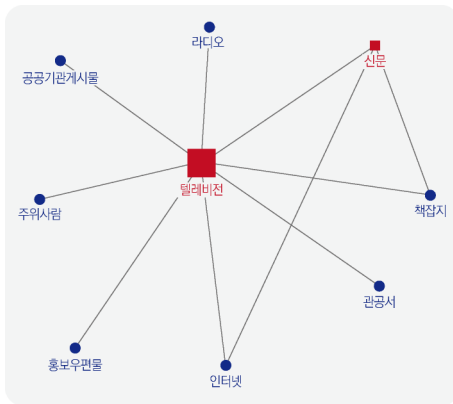 라디오
신문
공공기관게시물
텔레비전
책잡지
주위사람
관공서
홍보우편물
인터넷